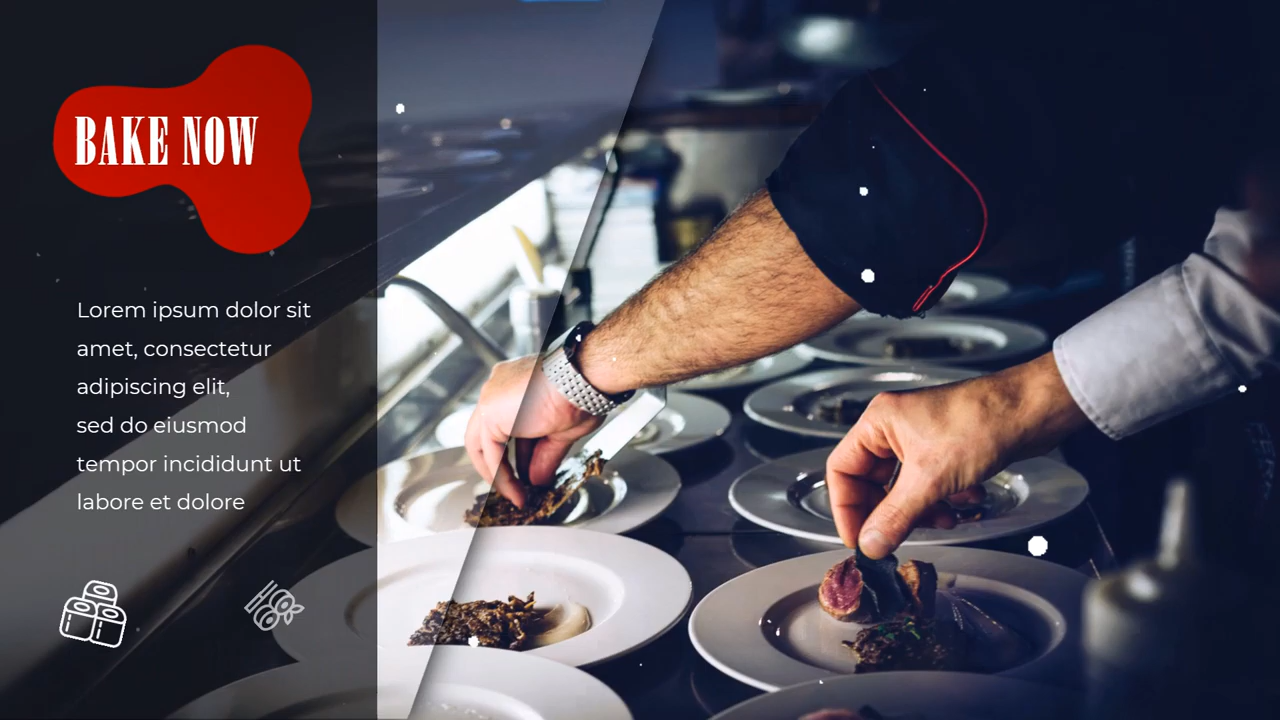 BAKE NOW
Lorem ipsum dolor sit
amet, consectetur
adipiscing elit,
sed do eiusmod
tempor incididunt ut
labore et dolore